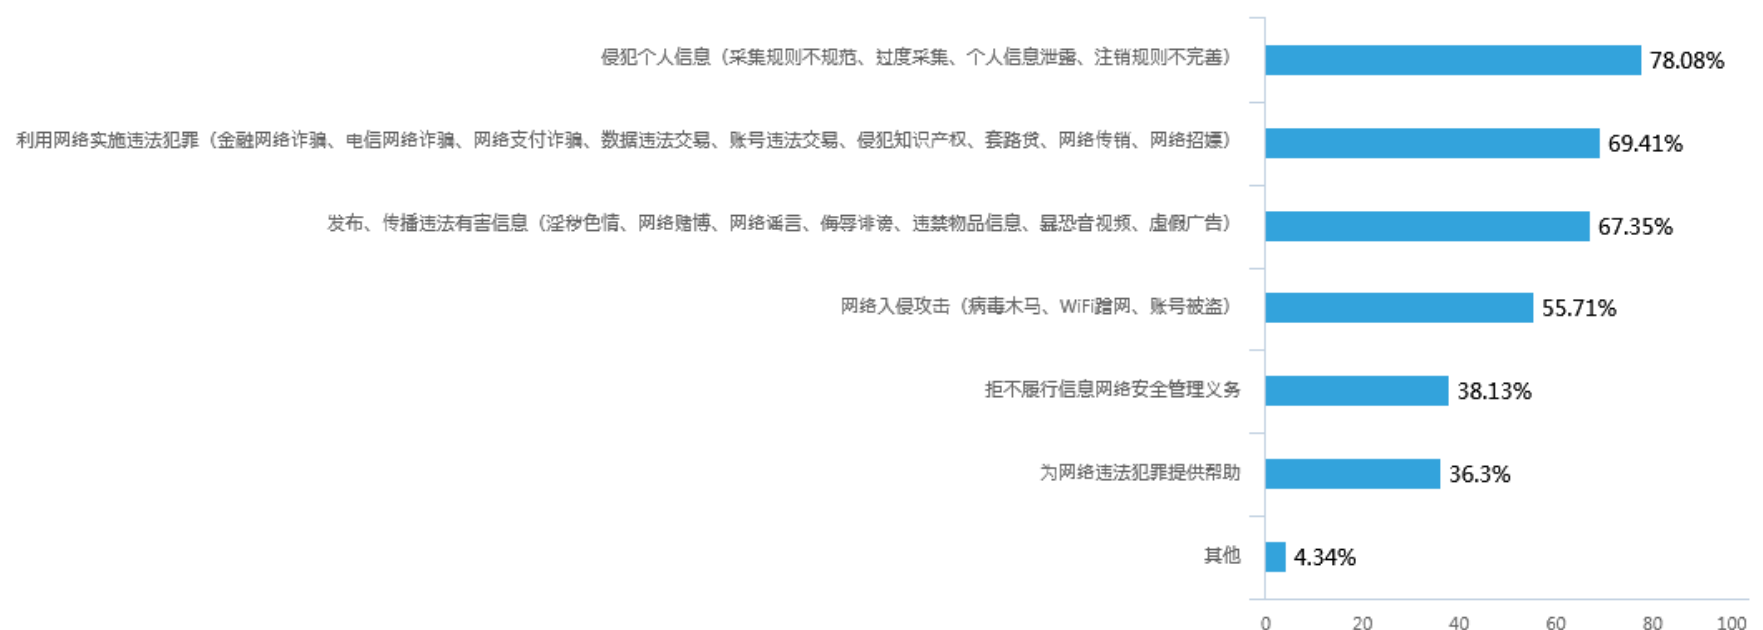 侵犯个人信息（采集规则不规范、过度采集、个人信息泄露、注销规则不完善） 78.08%
利用网络实施违法犯罪（金融网络诈骗、电信网络诈骗、网络支付诈骗、数据违法交易、账号违法交易、侵犯知识产权、套路贷、网络传销、网络招嫖） 69.41%
发布、传播违法有害信息（淫秽色情、网络赌博、网络谣言、侮辱诽谤、违禁物品信息、暴恐音视频、虚假广告） 67.35%
网络入侵攻击（病毒木马、WiFi蹭网、账号被盗） 55.71%
拒不履行信息网络安全管理义务 38.13%
为网络违法犯罪提供帮助 36.3%
其他 4.34%
0 20 40 60 80 100